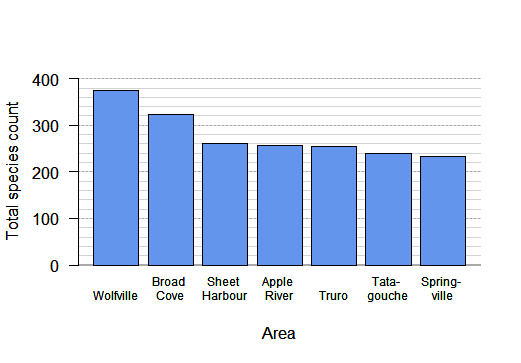 Total species count
400
300
200
100
0
Wolfville
Broad
Cove
Sheet
Harbour
Apple
River
Truro
Tata-
gouche
Spring-
ville
Area